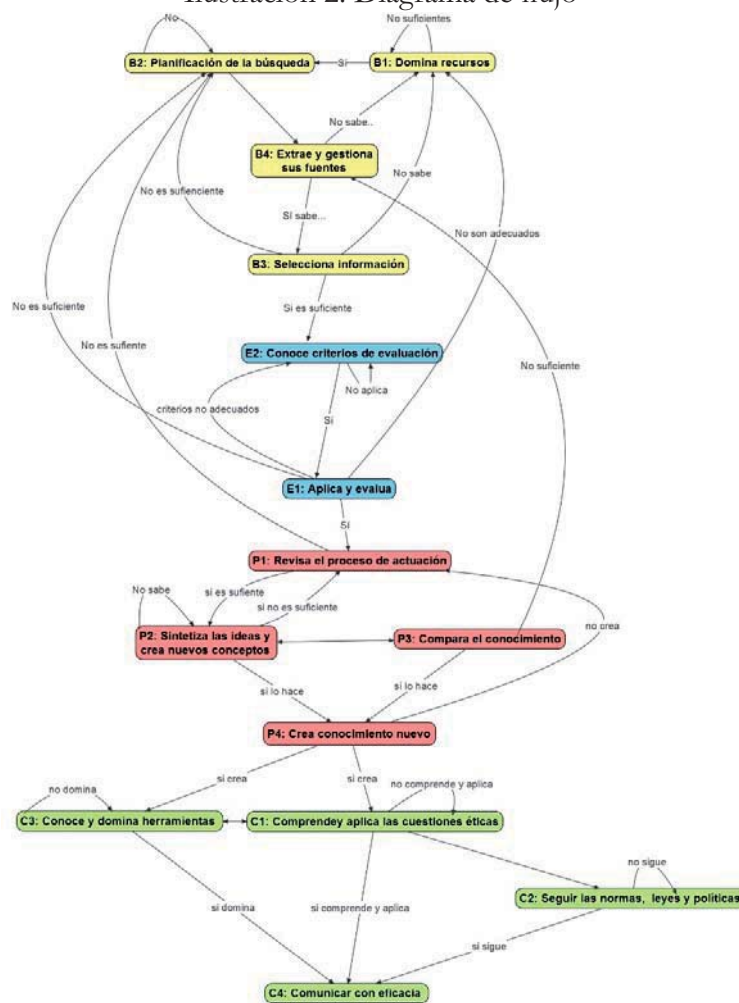 Ilustración 2. Diagrama de flujo
No
No suficientes
B2: Planificación de la búsqueda
Sí
B1: Domina recursos
No sabe..
B4: Extrae y gestiona
sus fuentes
No sabe
No es sufienciente
Sí sabe...
No son adecuados
B3: Selecciona información
No es suficiente
Si es suficiente
No es sufiente
E2: Conoce criterios de evaluación
No suficiente
No aplica
criterios no adecuados
Sí
E1: Aplica y evalua
Sí
P1: Revisa el proceso de actuación
No sabe
si es sufiente
si no es suficiente
P2: Sintetiza las ideas y
crea nuevos conceptos
P3: Compara el conocimiento
no crea
si lo hace
si lo hace
P4: Crea conocimiento nuevo
no domina
si crea
si crea
no comprende y aplica
C3: Conoce y domina herramientas
C1: Comprendey aplica las cuestiones éticas
no sigue
C2: Seguir las normas, leyes y políticas
si domina
si comprende y aplica
si sigue
C4: Comunicar con eficacia